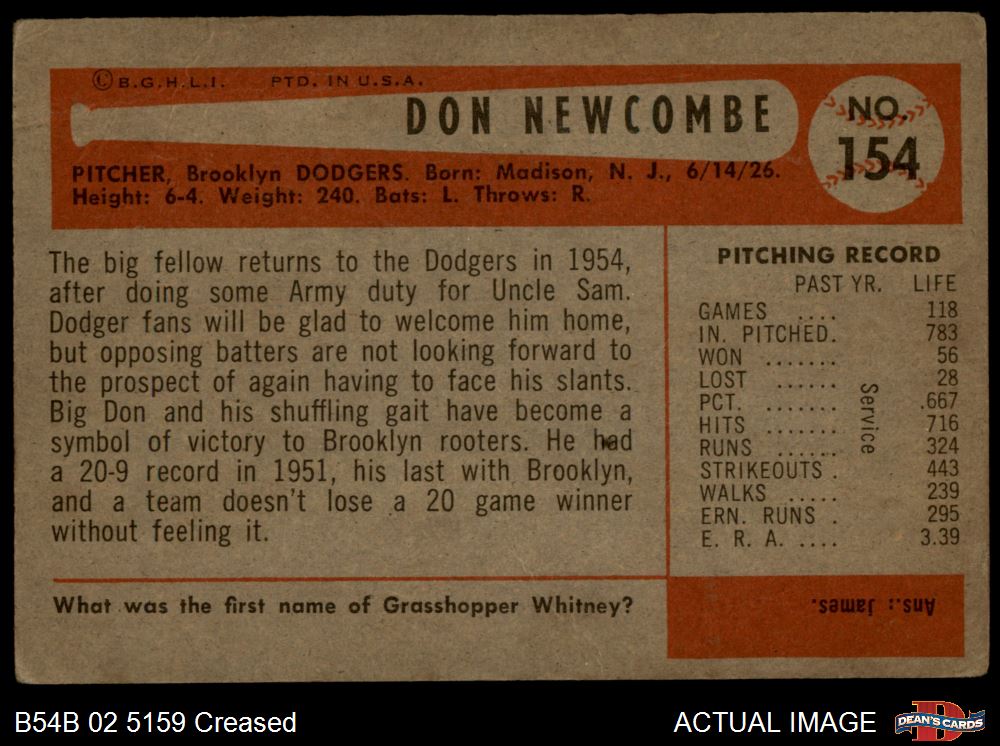 ©B.G.H.L.I. PTD. IN U.S.A.
DON NEWCOMBE
NO.
154
PITCHER, Brooklyn DODGERS. Born: Madison, N. J., 6/14/26.
Height: 6-4. Weight: 240. Bats: L. Throws: R.
The big fellow returns to the Dodgers in 1954,
after doing some Army duty for Uncle Sam.
Dodger fans will be glad to welcome him home,
but opposing batters are not looking forward to
the prospect of again having to face his slants.
Big Don and his shuffling gait have become a
symbol of victory to Brooklyn rooters. He had
a 20-9 record in 1951, his last with Brooklyn,
and a team doesn't lose a 20 game winner
without feeling it.
PITCHING RECORD
PAST YR. LIFE
GAMES .... 118
IN. PITCHED. 783
WON ....... 56
LOST ...... 28
PCT. ....... .667
HITS ....... 716
RUNS ...... 324
STRIKEOUTS . 443
WALKS ..... 239
ERN. RUNS . 295
E. R. A. .... 3.39
Service
What was the first name of Grasshopper Whitney?
Ans.: James.
B54B 02 5159 Creased
ACTUAL IMAGE
DEAN'S CARDS